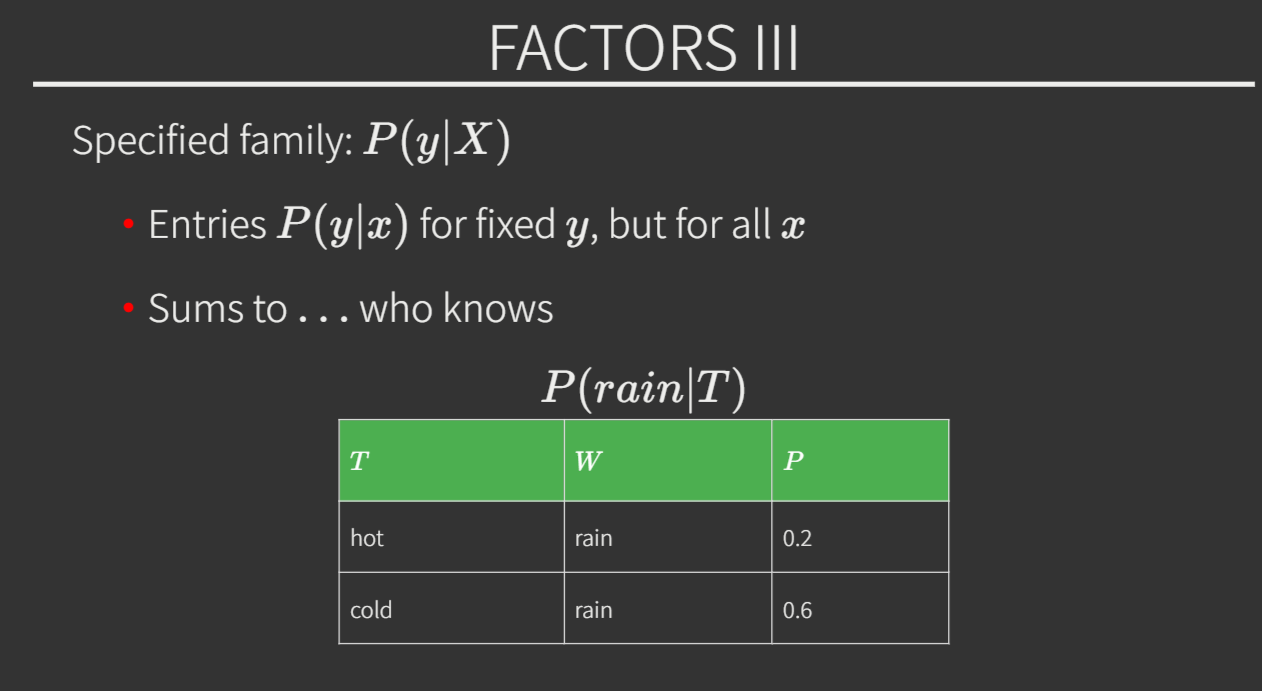 FACTORS III
Specified family: P(y|X)
• Entries P(y|x) for fixed y, but for all x
• Sums to . . . who knows
P(rain|T)
T W P
hot rain 0.2
cold rain 0.6